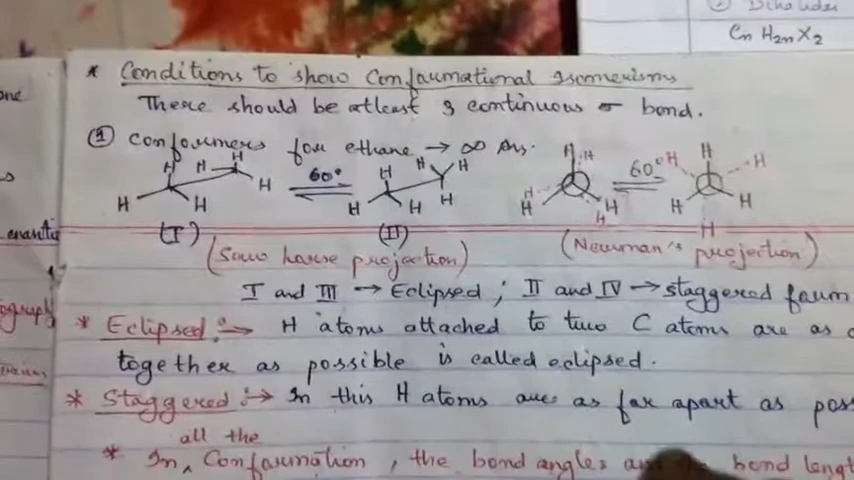 ② Dihalides
Cn H2n X2
* Conditions to show Conformational Isomerisms
There should be atleast 3 continuous σ bond.
① Conformers for ethane → ∞ Ans.
H H H H H H 60° H H H H H H
H H H H H H 60° H H H H H H
(I) (II)
(Saw horse projection) (Newman's projection)
I and III → Eclipsed ; II and IV → staggered form
* Eclipsed :→ H atoms attached to two C atoms are as c
together as possible is called eclipsed.
* Staggered :→ In this H atoms are as far apart as poss
all the
* In ^ Conformation , the bond angles bond lengt